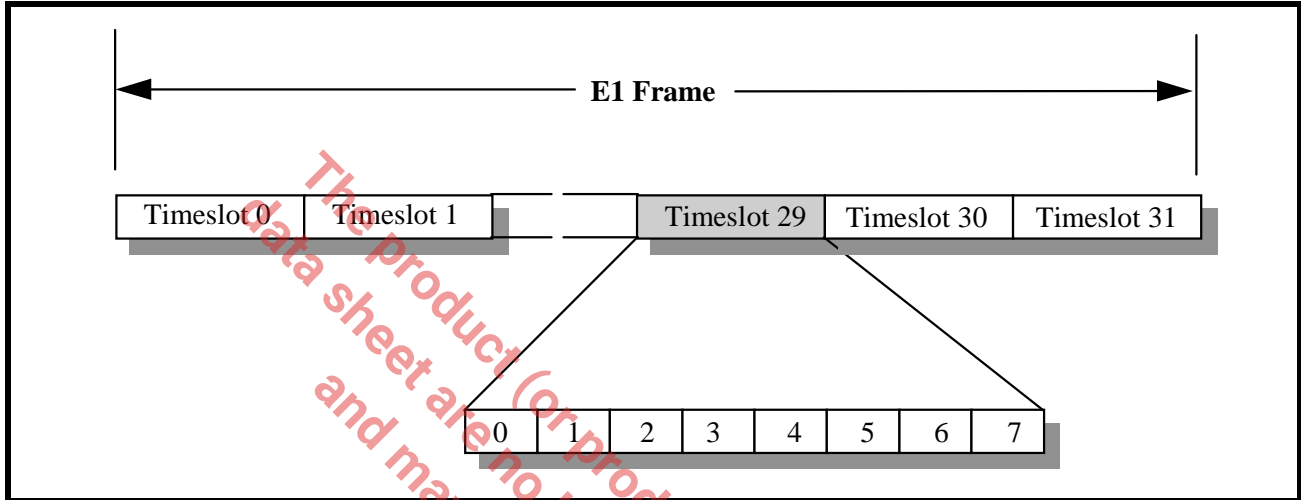 E1 Frame
Timeslot 0 Timeslot 1 Timeslot 29 Timeslot 30 Timeslot 31
0 1 2 3 4 5 6 7
The product (or prod
data sheet are no
and ma